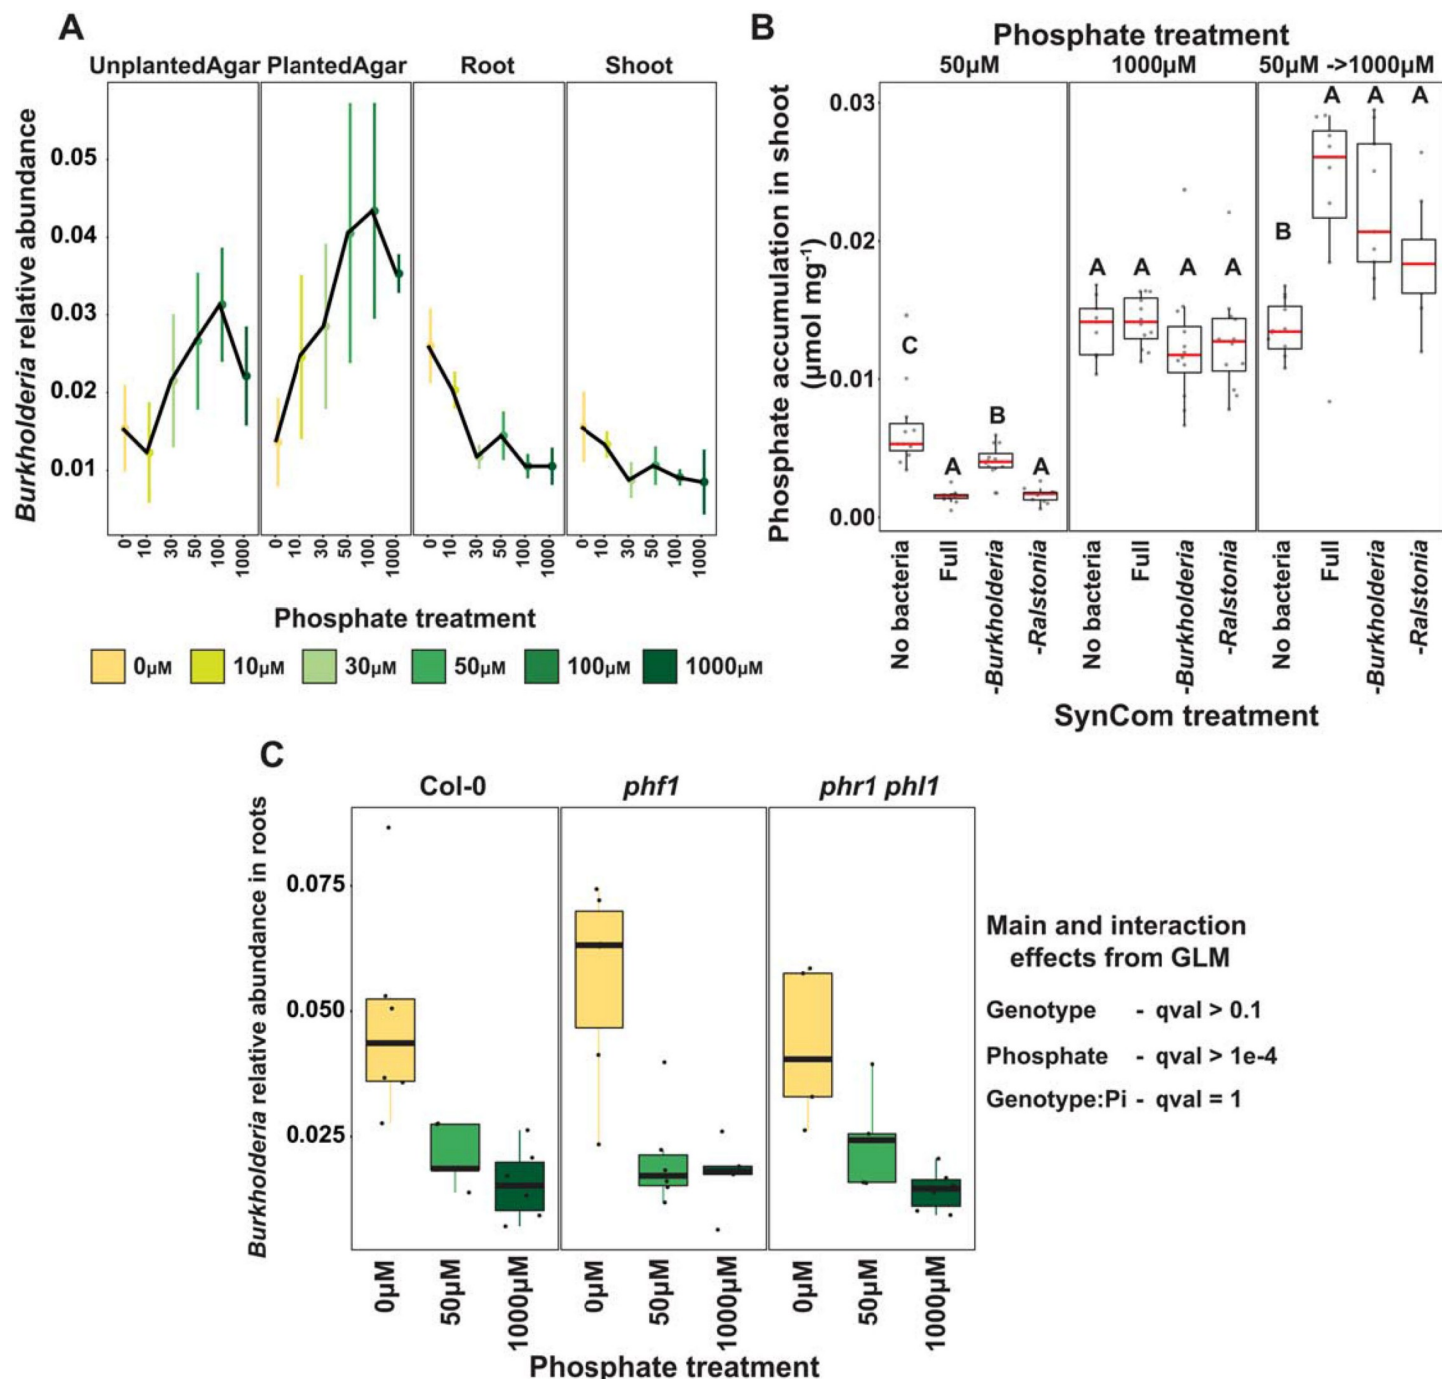 A
UnplantedAgar PlantedAgar Root Shoot
Burkholderia relative abundance
0.05
0.04
0.03
0.02
0.01
0 10 30 50 100 1000 0 10 30 50 100 1000 0 10 30 50 100 1000 0 10 30 50 100 1000
Phosphate treatment
0µM 10µM 30µM 50µM 100µM 1000µM
B
Phosphate treatment
50µM 1000µM 50µM ->1000µM
Phosphate accumulation in shoot
(µmol mg-1)
0.03
0.02
0.01
0.00
C A B A
A A A A
B A A A
No bacteria Full -Burkholderia -Ralstonia No bacteria Full -Burkholderia -Ralstonia No bacteria Full -Burkholderia -Ralstonia
SynCom treatment
C
Col-0 phf1 phr1 phl1
Burkholderia relative abundance in roots
0.075
0.050
0.025
0µM 50µM 1000µM 0µM 50µM 1000µM 0µM 50µM 1000µM
Phosphate treatment
Main and interaction
effects from GLM
Genotype - qval > 0.1
Phosphate - qval > 1e-4
Genotype:Pi - qval = 1